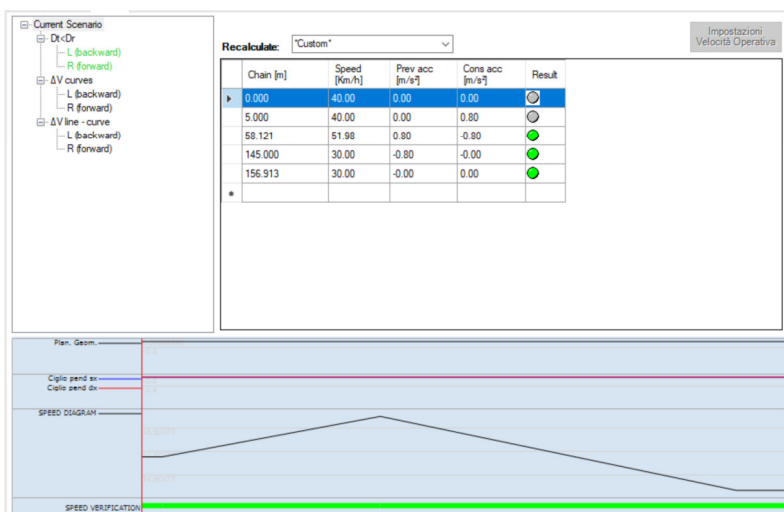 Current Scenario
Dt<Dr
L (backward)
R (forward)
ΔV curves
L (backward)
R (forward)
ΔV line - curve
L (backward)
R (forward)
Recalculate: "Custom"
Impostazioni
Velocità Operativa
Chain [m] Speed [Km/h] Prev acc [m/s²] Cons acc [m/s²] Result
0.000 40.00 0.00 0.00
5.000 40.00 0.00 0.80
58.121 51.98 0.80 -0.80
145.000 30.00 -0.80 -0.00
156.913 30.00 -0.00 0.00
Plan. Geom.
Ciglio pend sx
Ciglio pend dx
SPEED DIAGRAM
SPEED VERIFICATION